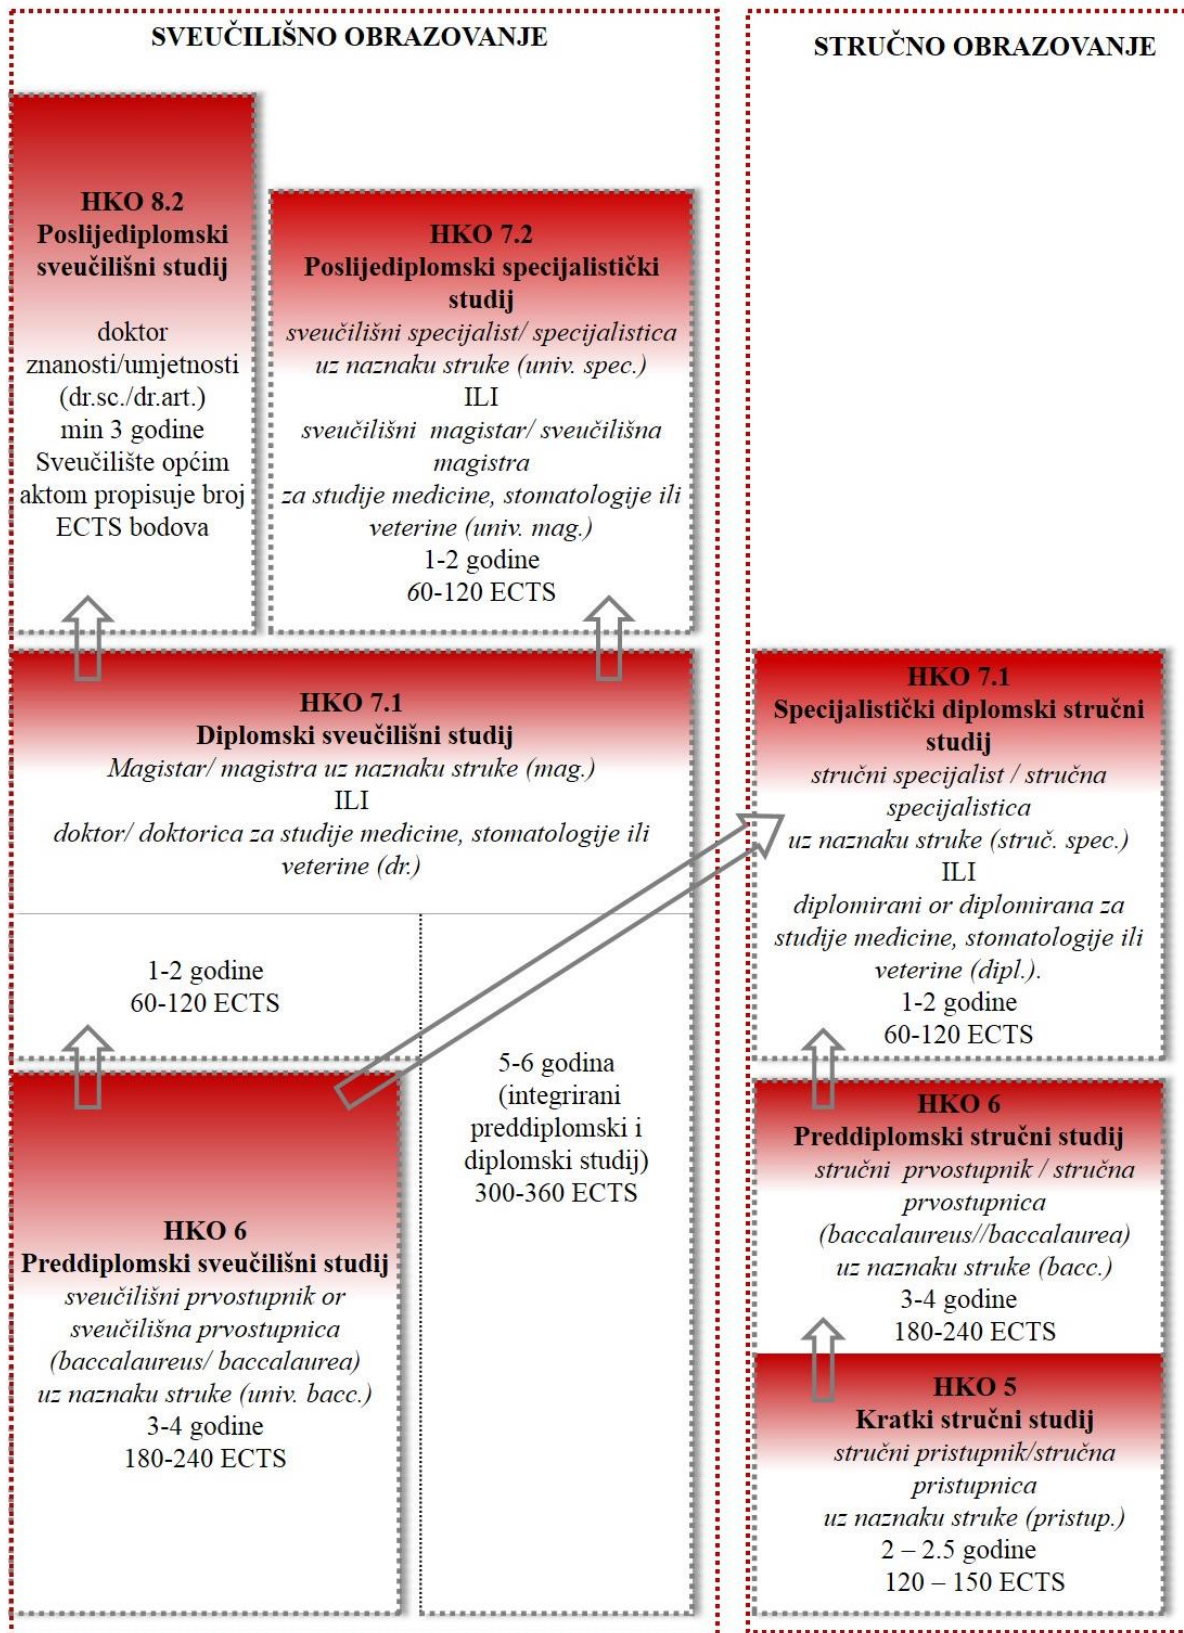 SVEUČILIŠNO OBRAZOVANJE
HKO 8.2
Poslijediplomski
sveučilišni studij
doktor
znanosti/umjetnosti
(dr.sc./dr.art.)
min 3 godine
Sveučilište općim
aktom propisuje broj
ECTS bodova
HKO 7.2
Poslijediplomski specijalistički
studij
sveučilišni specijalist/ specijalistica
uz naznaku struke (univ. spec.)
ILI
sveučilišni  magistar/ sveučilišna
magistra
za studije medicine, stomatologije ili
veterine (univ. mag.)
1-2 godine
60-120 ECTS
HKO 7.1
Diplomski sveučilišni studij
Magistar/ magistra uz naznaku struke (mag.)
ILI
doktor/ doktorica za studije medicine, stomatologije ili
veterine (dr.)
1-2 godine
60-120 ECTS
5-6 godina
(integrirani
preddiplomski i
diplomski studij)
300-360 ECTS
HKO 6
Preddiplomski sveučilišni studij
sveučilišni prvostupnik or
sveučilišna prvostupnica
(baccalaureus/ baccalaurea)
uz naznaku struke (univ. bacc.)
3-4 godine
180-240 ECTS
STRUČNO OBRAZOVANJE
HKO 7.1
Specijalistički diplomski stručni
studij
stručni specijalist / stručna
specijalistica
uz naznaku struke (struč. spec.)
ILI
diplomirani or diplomirana za
studije medicine, stomatologije ili
veterine (dipl.).
1-2 godine
60-120 ECTS
HKO 6
Preddiplomski stručni studij
stručni  prvostupnik / stručna
prvostupnica
(baccalaureus//baccalaurea)
uz naznaku struke (bacc.)
3-4 godine
180-240 ECTS
HKO 5
Kratki stručni studij
stručni pristupnik/stručna
pristupnica
uz naznaku struke (pristup.)
2 – 2.5 godine
120 – 150 ECTS